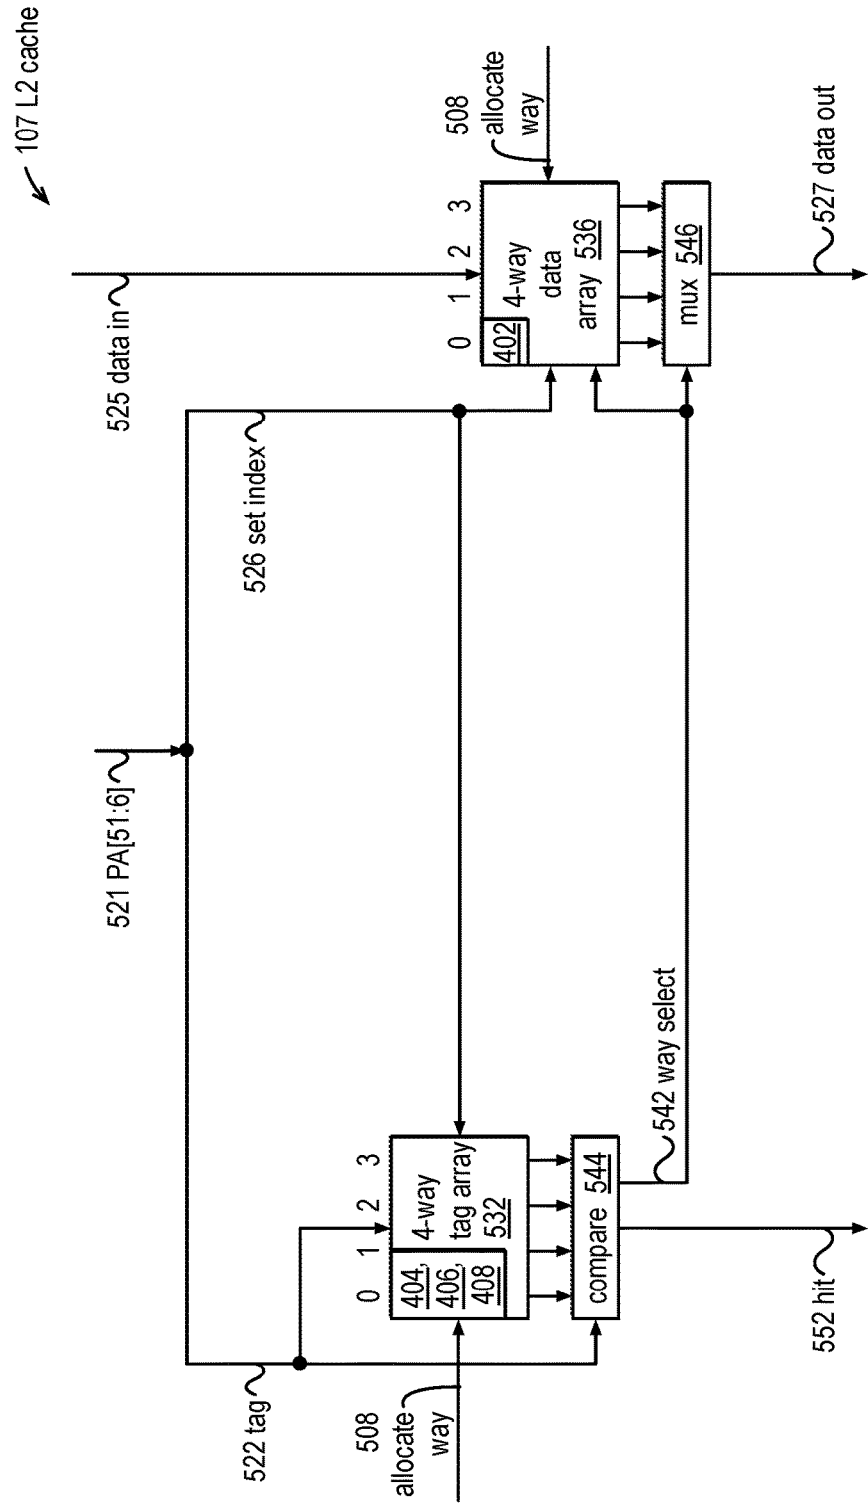 107 L2 cache
521 PA[51:6]
525 data in
522 tag
526 set index
508
allocate
way
0 1 2 3
404,
406,
408
4-way
tag array
532
compare 544
552 hit
542 way select
0 1 2 3
402
4-way
data
array 536
508
allocate
way
mux 546
527 data out